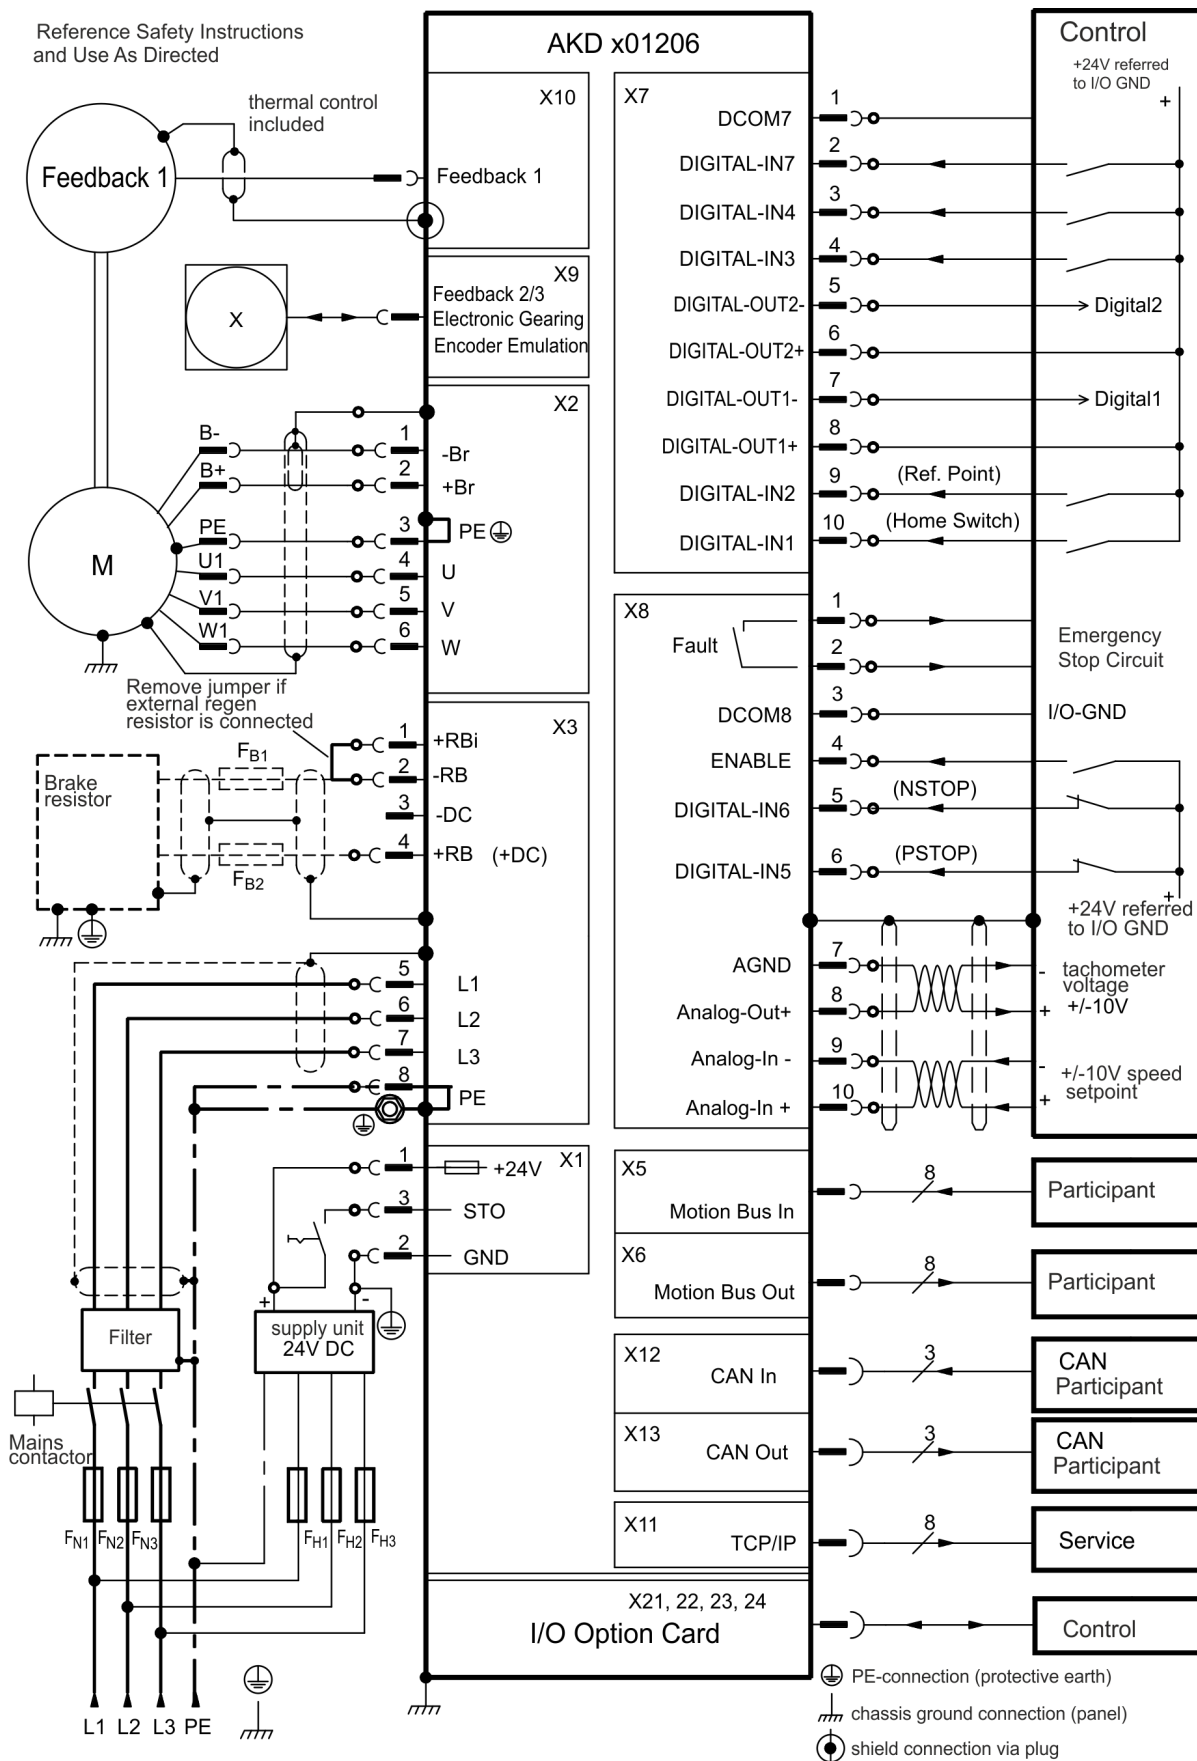 Reference Safety Instructions
and Use As Directed
AKD x01206
Control
+24V referred
to I/O GND
+
thermal control
included
Feedback 1
X10
Feedback 1
X
X9
Feedback 2/3
Electronic Gearing
Encoder Emulation
X2
B-
1
-Br
B+
2
+Br
PE
3
PE
M
U1
4
U
V1
5
V
W1
6
W
Remove jumper if
external regen
resistor is connected
X3
Brake
resistor
FB1
1
+RBi
2
-RB
3
-DC
4
+RB (+DC)
FB2
5
L1
6
L2
7
L3
8
PE
X1
1
+24V
3
STO
2
GND
+
-
supply unit
24V DC
Filter
Mains
contactor
FN1
FN2
FN3
FH1
FH2
FH3
L1 L2 L3 PE
X7
DCOM7
1
DIGITAL-IN7
2
DIGITAL-IN4
3
DIGITAL-IN3
4
DIGITAL-OUT2-
5
Digital2
DIGITAL-OUT2+
6
DIGITAL-OUT1-
7
Digital1
DIGITAL-OUT1+
8
DIGITAL-IN2
9
(Ref. Point)
DIGITAL-IN1
10
(Home Switch)
X8
Fault
1
2
Emergency
Stop Circuit
DCOM8
3
I/O-GND
ENABLE
4
DIGITAL-IN6
5
(NSTOP)
DIGITAL-IN5
6
(PSTOP)
+
+24V referred
to I/O GND
AGND
7
-
tachometer
voltage
+/-10V
Analog-Out+
8
+
Analog-In -
9
-
+/-10V speed
setpoint
Analog-In +
10
+
X5
Motion Bus In
8
Participant
X6
Motion Bus Out
8
Participant
X12
CAN In
3
CAN
Participant
X13
CAN Out
3
CAN
Participant
X11
TCP/IP
8
Service
X21, 22, 23, 24
I/O Option Card
Control
PE-connection (protective earth)
chassis ground connection (panel)
shield connection via plug